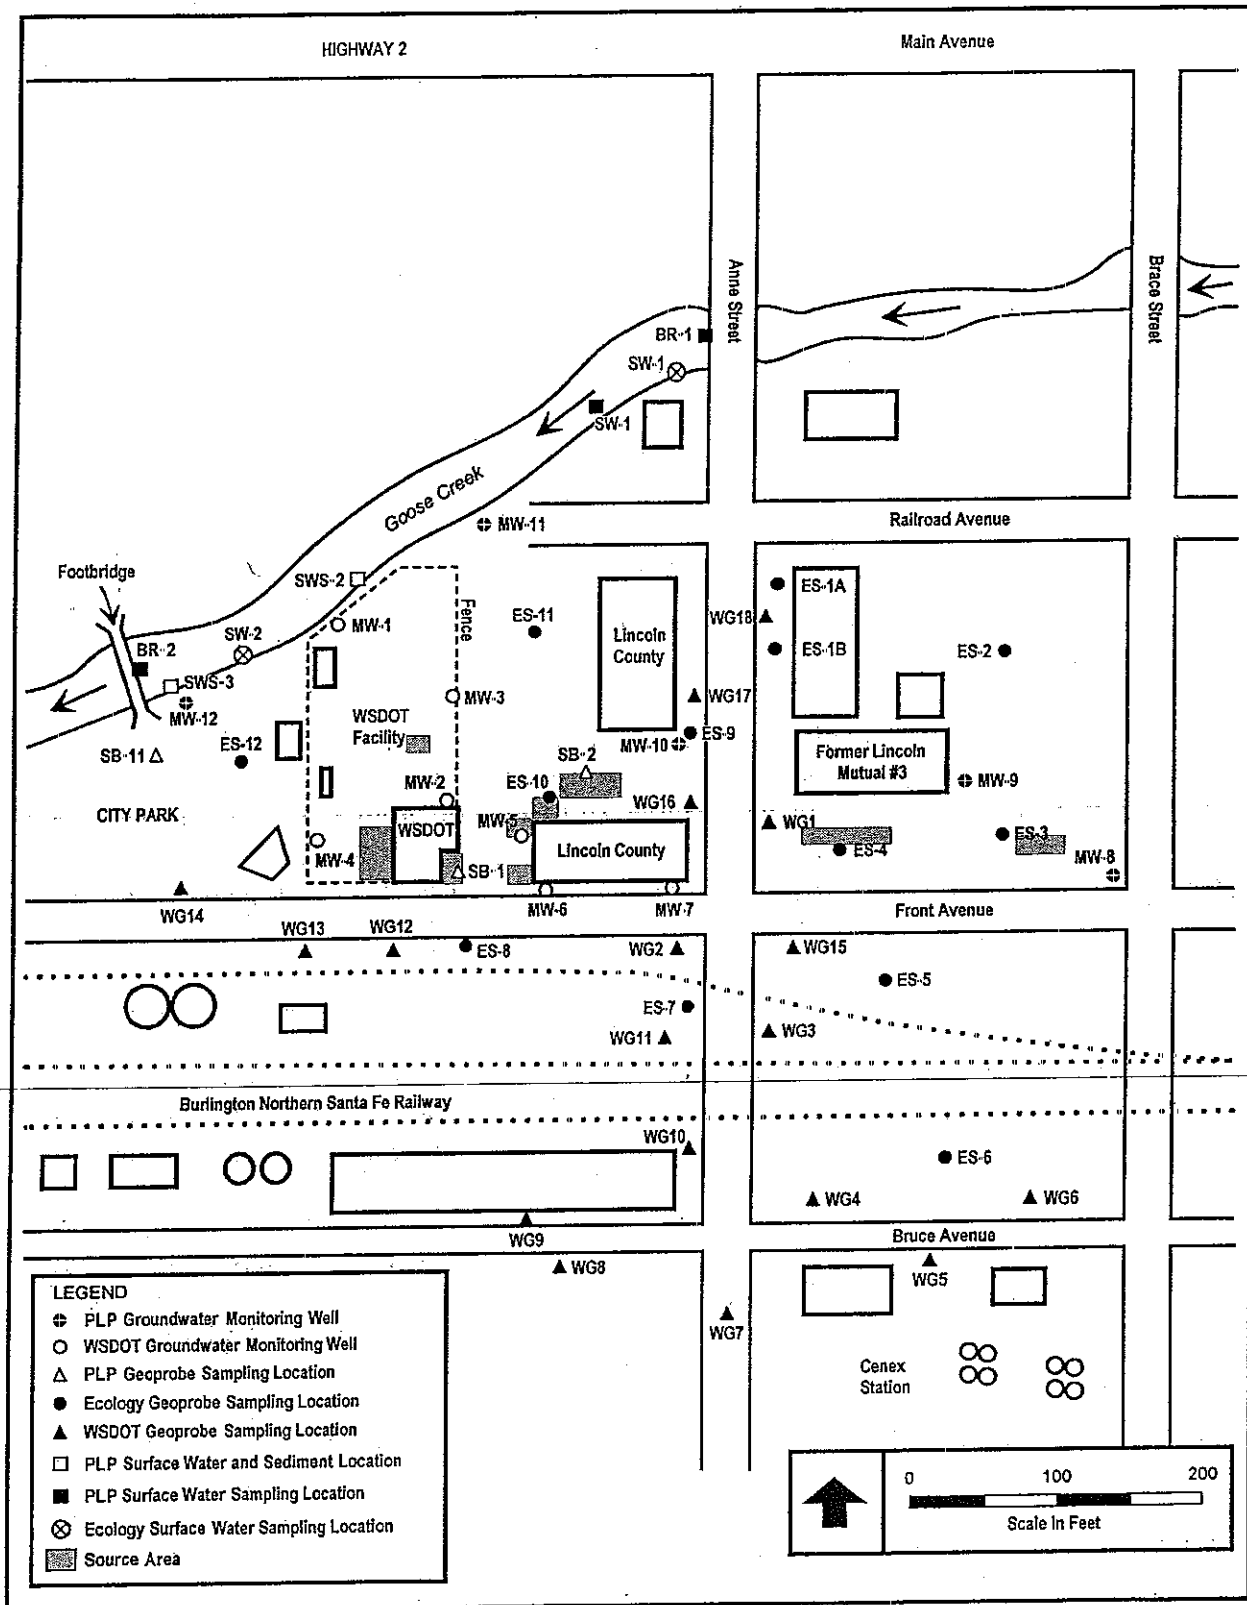 HIGHWAY 2
Main Avenue
Anne Street
Brace Street
BR-1
SW-1
SW-1
Goose Creek
MW-11
Railroad Avenue
Footbridge
SWS-2
Fence
ES-11
ES-1A
WG18
MW-1
SW-2
BR-2
Lincoln
County
ES-1B
ES-2
SWS-3
MW-12
MW-3
WG17
WSDOT
Facility
ES-9
MW-10
SB-11
ES-12
SB-2
Former Lincoln
Mutual #3
MW-9
MW-2
ES-10
WG16
CITY PARK
WSDOT
MW-5
WG1
ES-3
MW-4
SB-1
Lincoln County
ES-4
MW-8
WG14
MW-6
MW-7
Front Avenue
WG13
WG12
ES-8
WG2
WG15
ES-5
ES-7
WG11
WG3
Burlington Northern Santa Fe Railway
WG10
ES-6
WG4
WG6
WG9
Bruce Avenue
WG8
WG5
WG7
Cenex
Station
LEGEND
PLP Groundwater Monitoring Well
WSDOT Groundwater Monitoring Well
PLP Geoprobe Sampling Location
Ecology Geoprobe Sampling Location
WSDOT Geoprobe Sampling Location
PLP Surface Water and Sediment Location
PLP Surface Water Sampling Location
Ecology Surface Water Sampling Location
Source Area
0 100 200
Scale In Feet